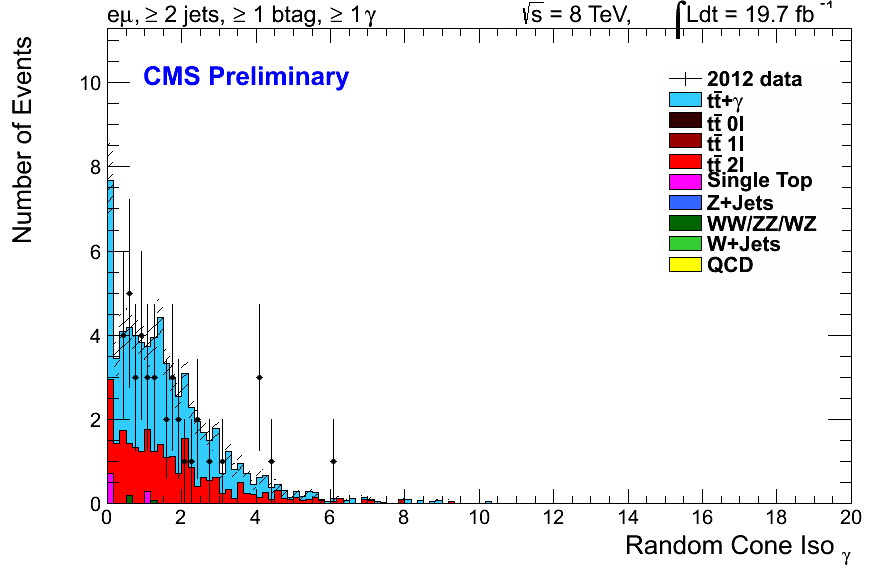 eμ, ≥ 2 jets, ≥ 1 btag, ≥ 1 γ
√s = 8 TeV, ∫Ldt = 19.7 fb⁻¹
CMS Preliminary
Number of Events
10
8
6
4
2
0
2012 data
tt̄+γ
tt̄ 0l
tt̄ 1l
tt̄ 2l
Single Top
Z+Jets
WW/ZZ/WZ
W+Jets
QCD
0 2 4 6 8 10 12 14 16 18 20
Random Cone Iso γ